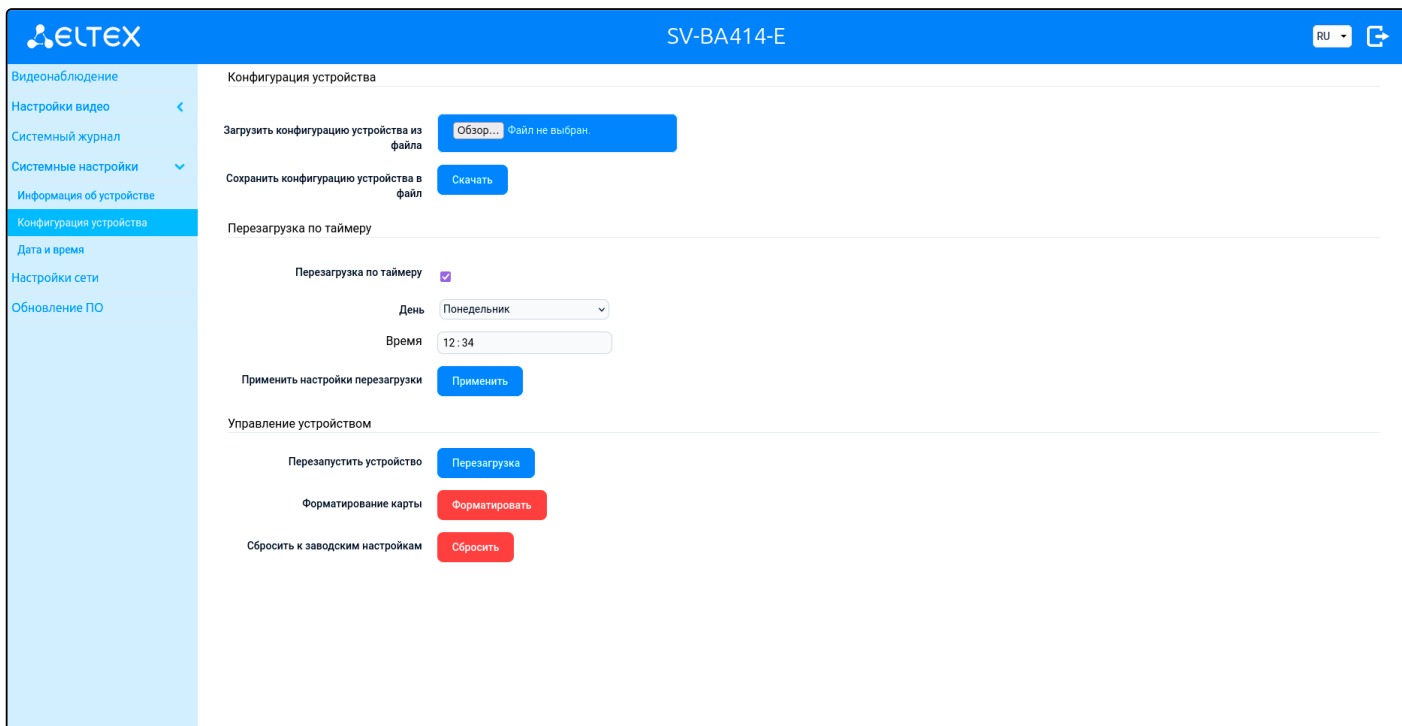 ELTEX
SV-BA414-E
RU
Видеонаблюдение
Настройки видео
Системный журнал
Системные настройки
Информация об устройстве
Конфигурация устройства
Дата и время
Настройки сети
Обновление ПО
Конфигурация устройства
Загрузить конфигурацию устройства из
файла
Обзор... Файл не выбран.
Сохранить конфигурацию устройства в
файл
Скачать
Перезагрузка по таймеру
Перезагрузка по таймеру
День
Понедельник
Время
12 : 34
Применить настройки перезагрузки
Применить
Управление устройством
Перезапустить устройство
Перезагрузка
Форматирование карты
Форматировать
Сбросить к заводским настройкам
Сбросить